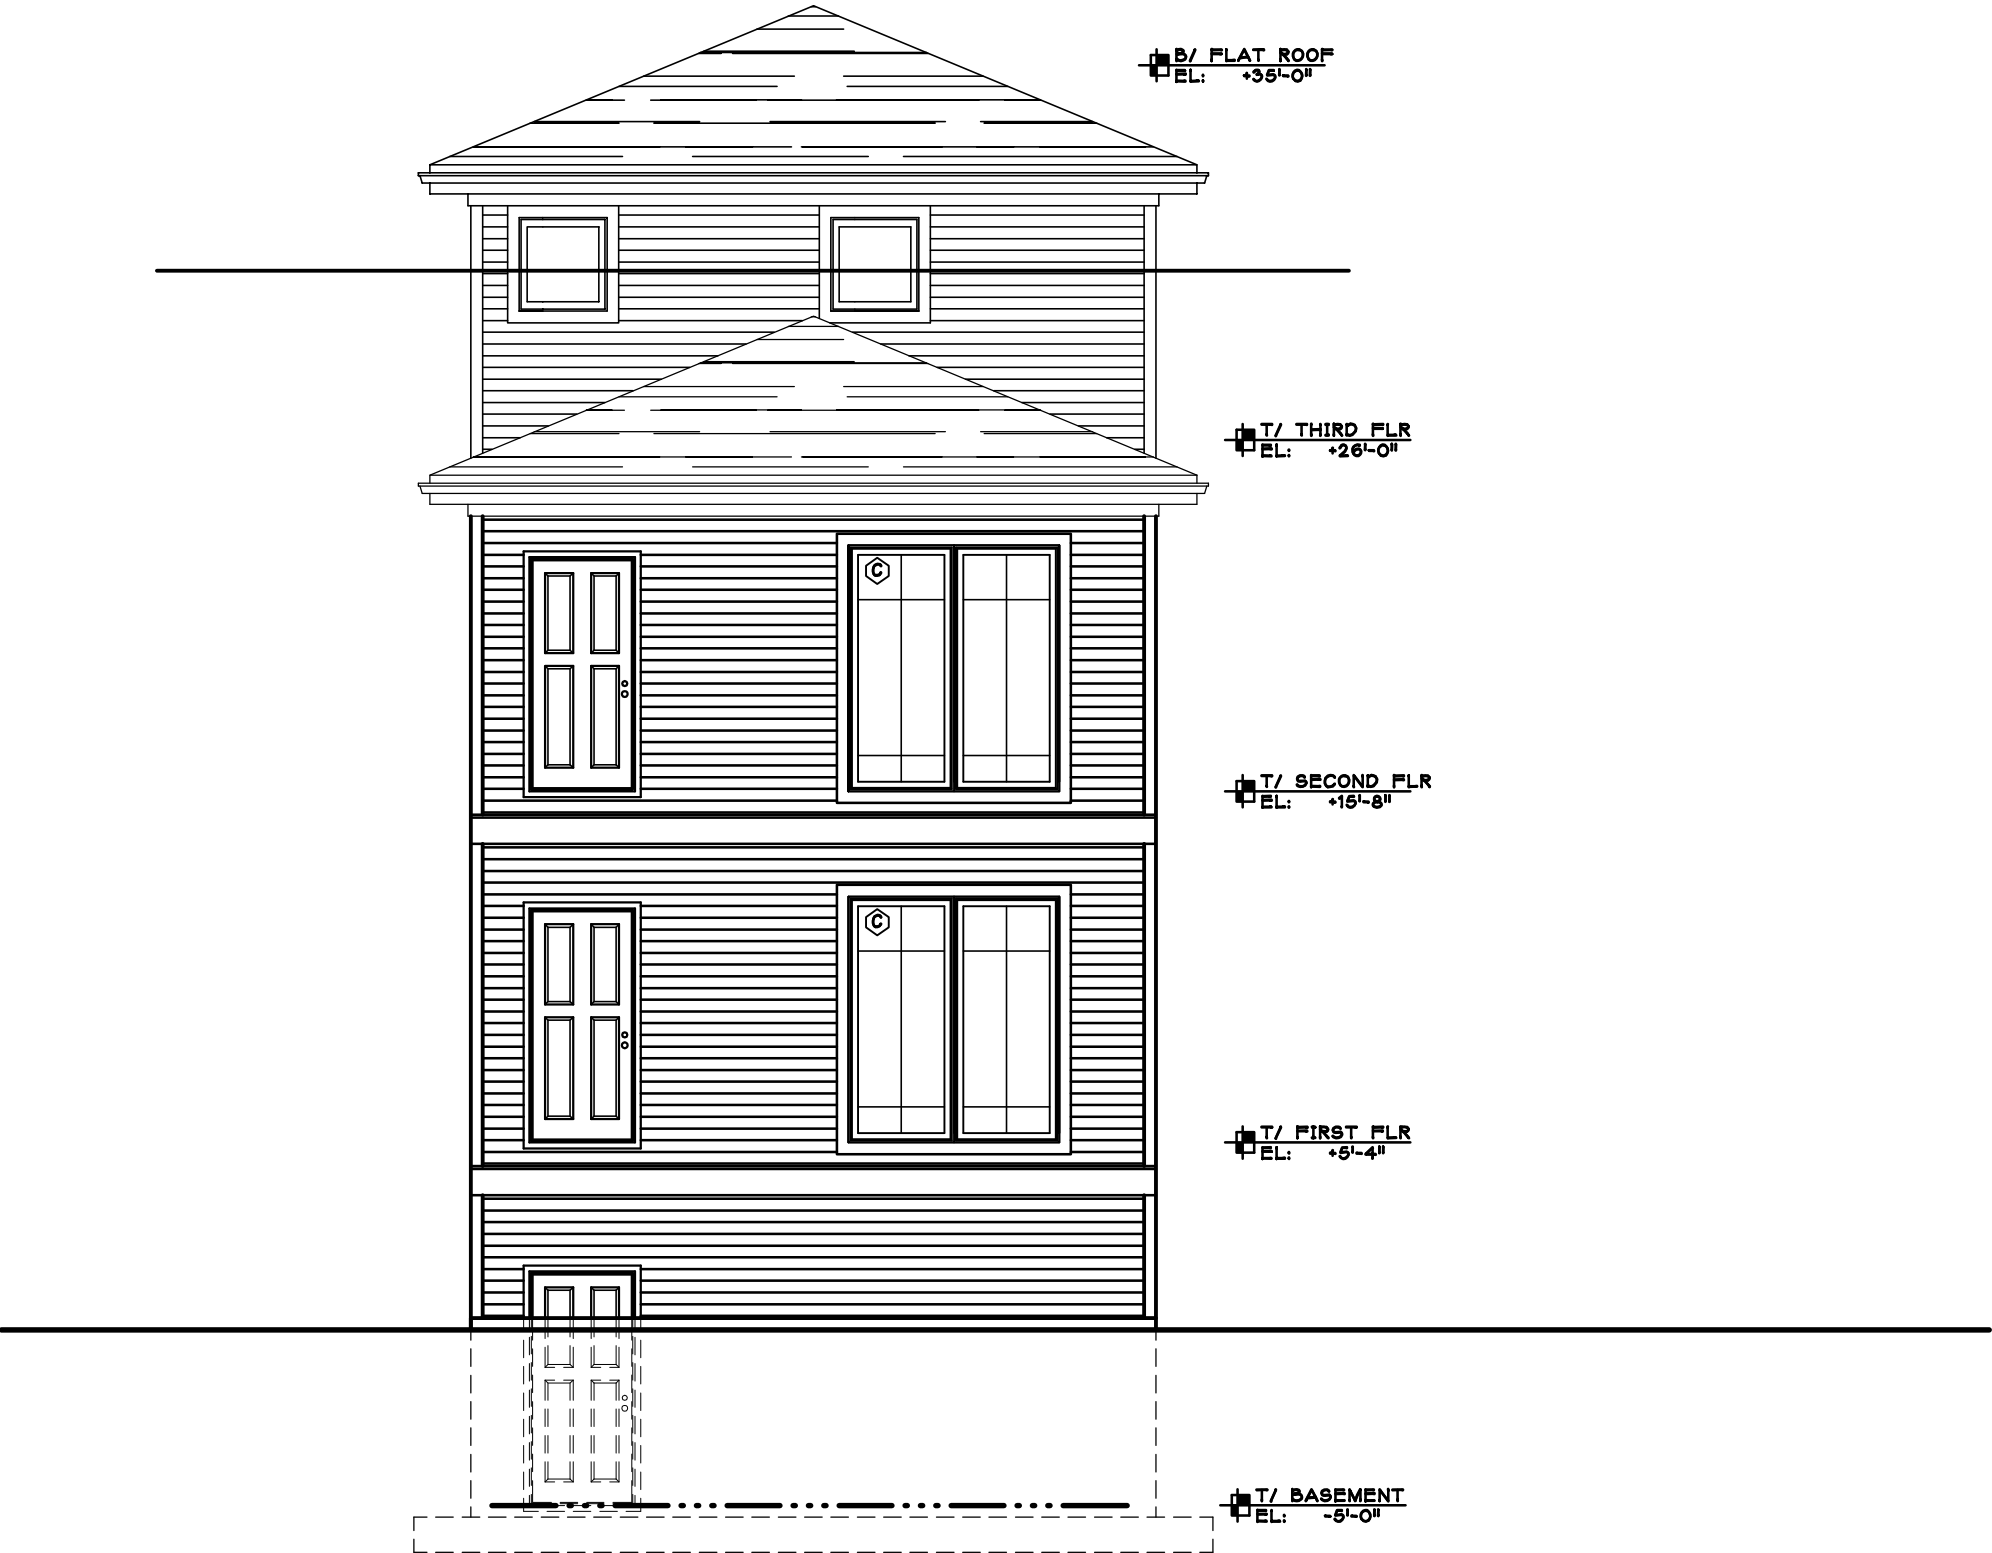 B/ FLAT ROOF
EL: +35'-0"
T/ THIRD FLR
EL: +26'-0"
C
T/ SECOND FLR
EL: +15'-8"
C
T/ FIRST FLR
EL: +5'-4"
T/ BASEMENT
EL: -5'-0"